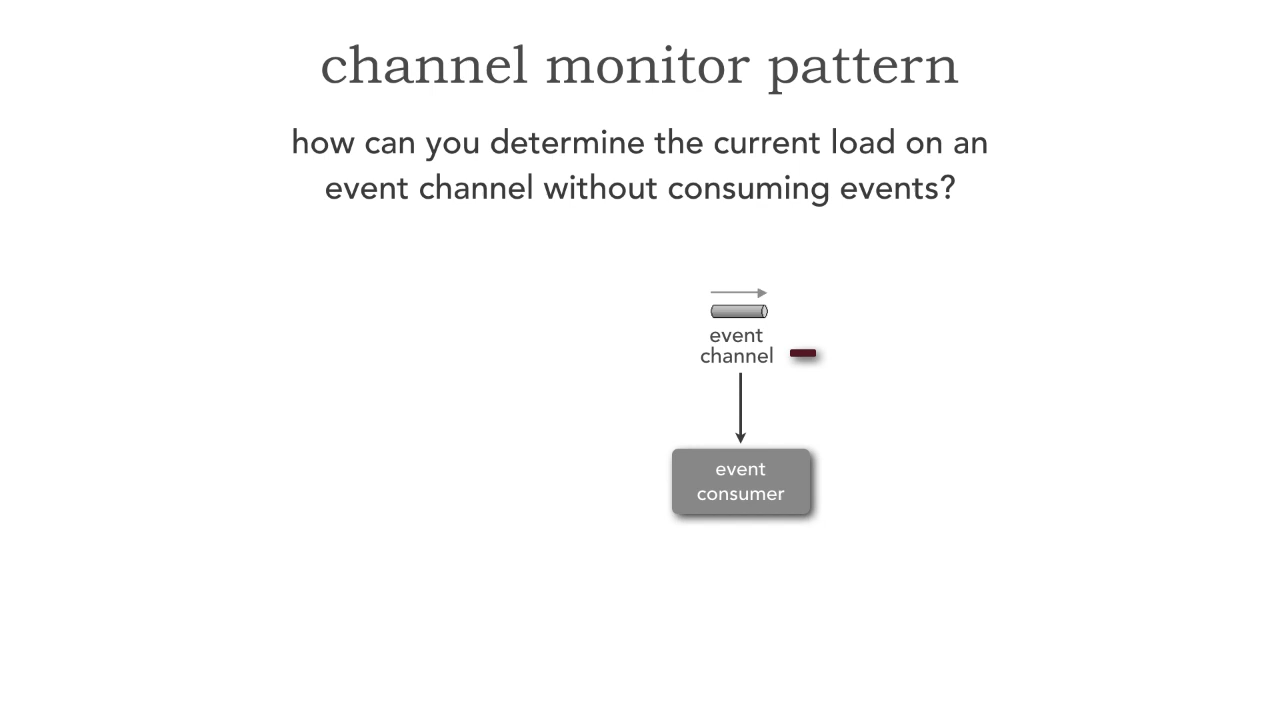 channel monitor pattern
how can you determine the current load on an
event channel without consuming events?
event
channel
event
consumer